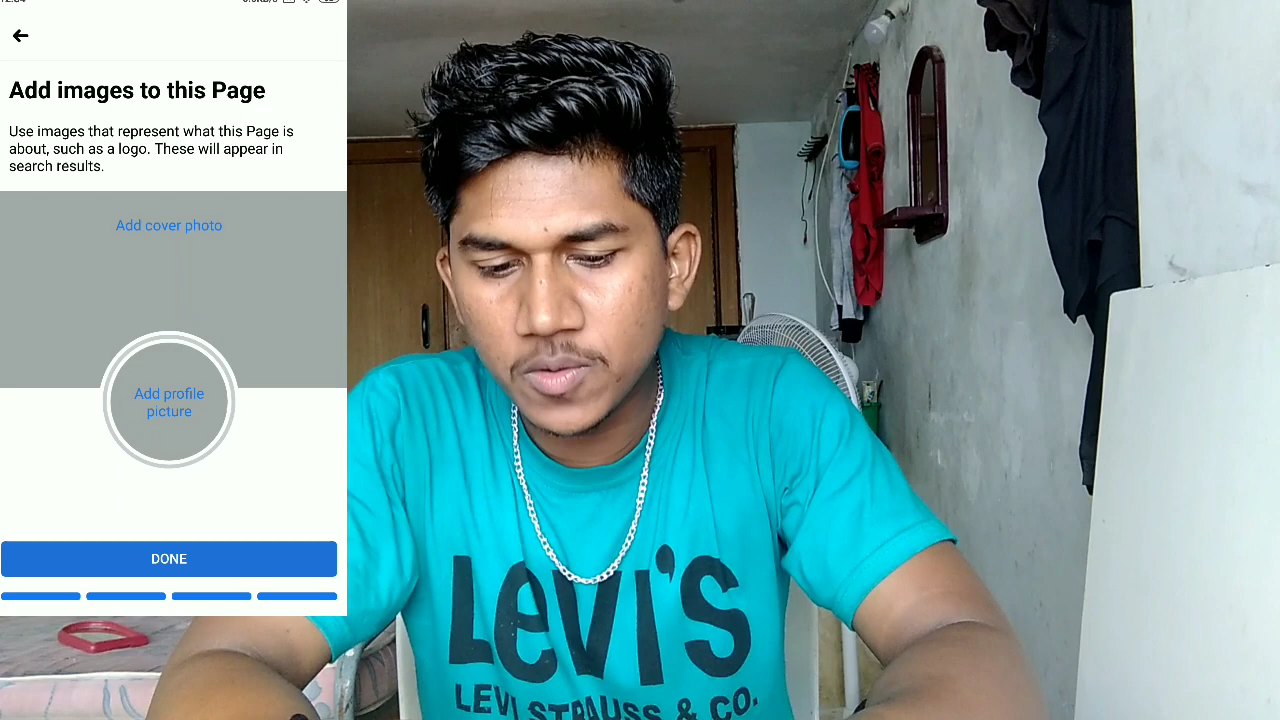 Add images to this Page
Use images that represent what this Page is
about, such as a logo. These will appear in
search results.
Add cover photo
Add profile
picture
DONE
LEVI'S
LEVI STRAUSS & CO.